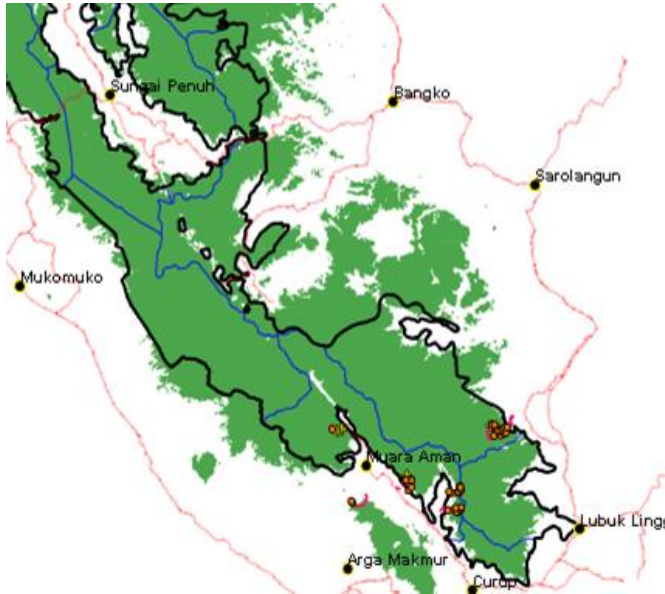 Sungai Penuh
Bangko
Sarolangun
Mukomuko
Muara Aman
Lubuk Lingg
Arga Makmur
Curup